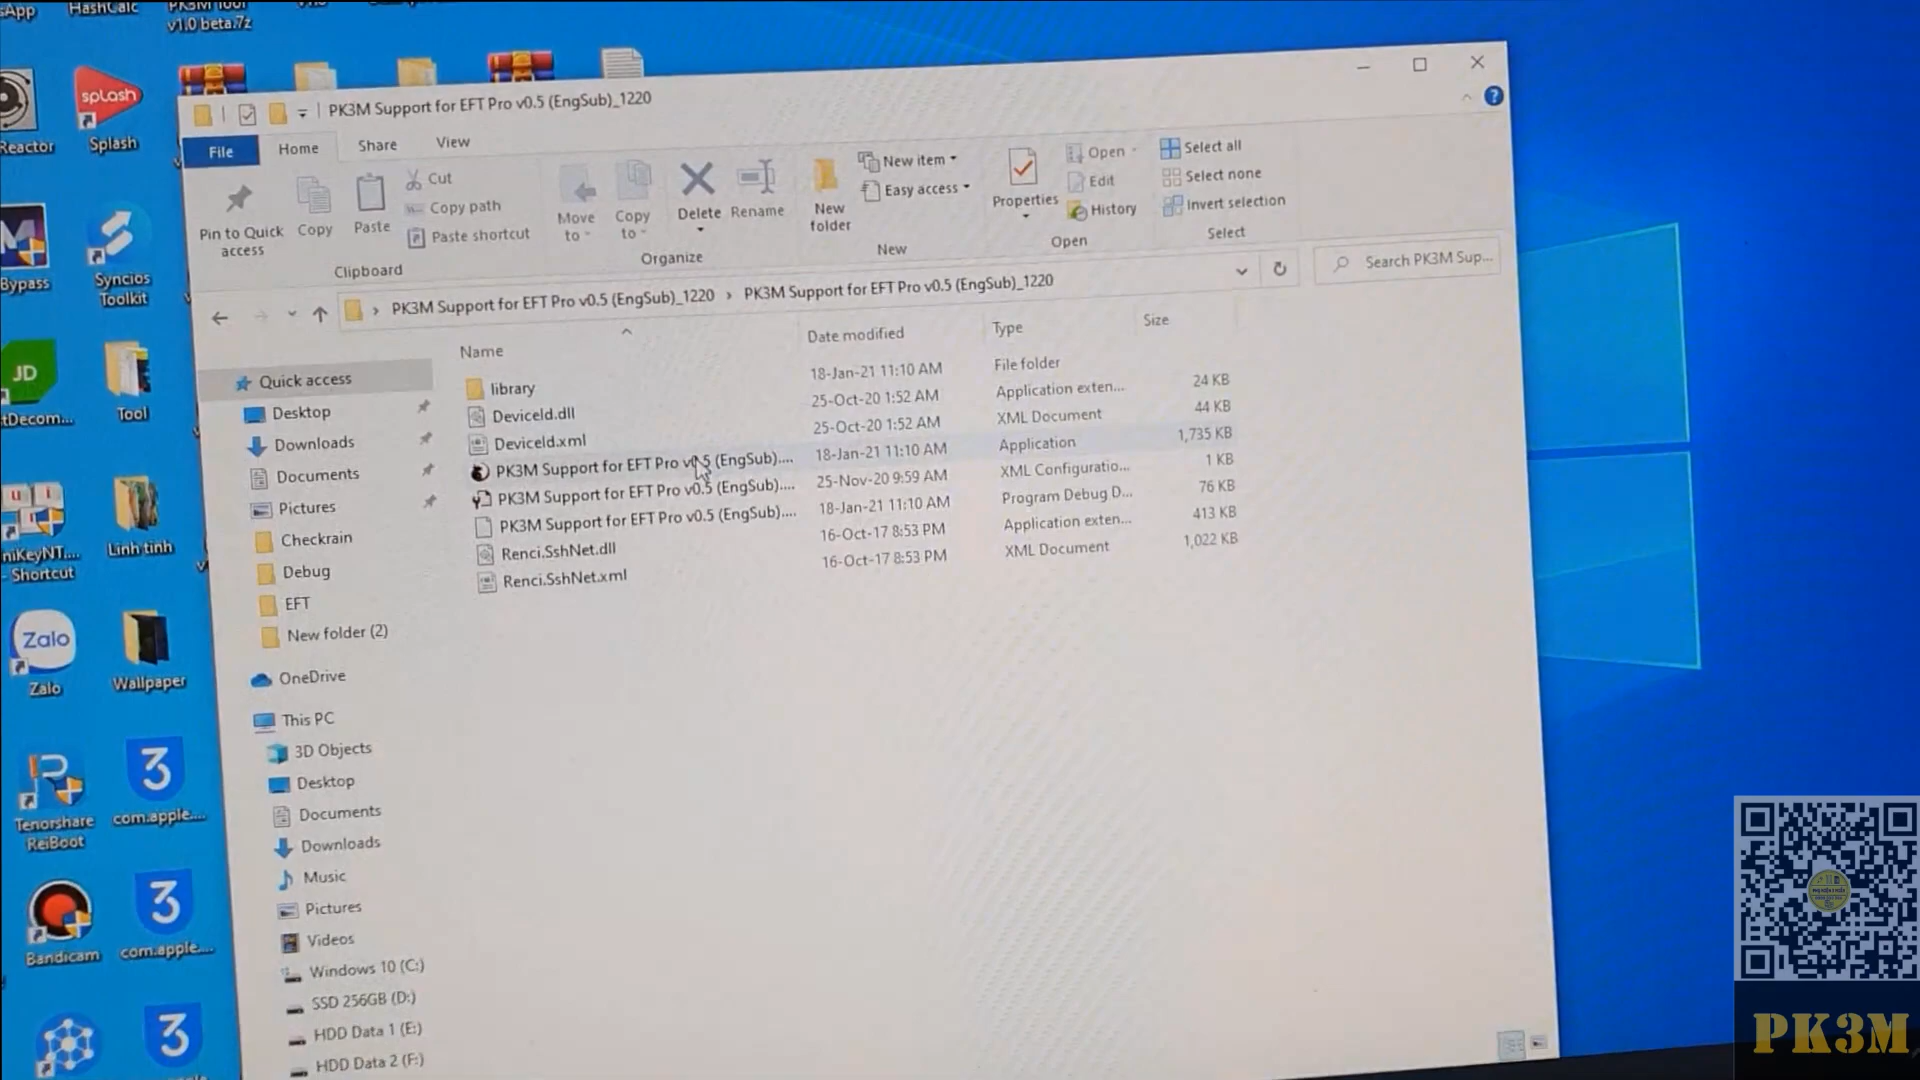 sApp
HashCalc
PK3M Tool
v1.0 beta.7z
Reactor
splash
Splash
Bypass
Syncios
Toolkit
JD
tDecom...
Tool
niKeyNT....
- Shortcut
Linh tinh
Zalo
Zalo
Wallpaper
Tenorshare
ReiBoot
3
com.apple....
Bandicam
3
com.apple....
3
PK3M Support for EFT Pro v0.5 (EngSub)_1220
File
Home
Share
View
Pin to Quick
access
Copy
Paste
Cut
Copy path
Paste shortcut
Clipboard
Move
to
Copy
to
Delete
Rename
Organize
New
folder
New item
Easy access
New
Properties
Open
Edit
History
Open
Select all
Select none
Invert selection
Select
PK3M Support for EFT Pro v0.5 (EngSub)_1220 › PK3M Support for EFT Pro v0.5 (EngSub)_1220
Search PK3M Sup...
Name Date modified Type Size
library 18-Jan-21 11:10 AM File folder
DeviceId.dll 25-Oct-20 1:52 AM Application exten... 24 KB
DeviceId.xml 25-Oct-20 1:52 AM XML Document 44 KB
PK3M Support for EFT Pro v0.5 (EngSub).... 18-Jan-21 11:10 AM Application 1,735 KB
PK3M Support for EFT Pro v0.5 (EngSub).... 25-Nov-20 9:59 AM XML Configuratio... 1 KB
PK3M Support for EFT Pro v0.5 (EngSub).... 18-Jan-21 11:10 AM Program Debug D... 76 KB
Renci.SshNet.dll 16-Oct-17 8:53 PM Application exten... 413 KB
Renci.SshNet.xml 16-Oct-17 8:53 PM XML Document 1,022 KB
Quick access
Desktop
Downloads
Documents
Pictures
Checkrain
Debug
EFT
New folder (2)
OneDrive
This PC
3D Objects
Desktop
Documents
Downloads
Music
Pictures
Videos
Windows 10 (C:)
SSD 256GB (D:)
HDD Data 1 (E:)
HDD Data 2 (F:)
PK3M